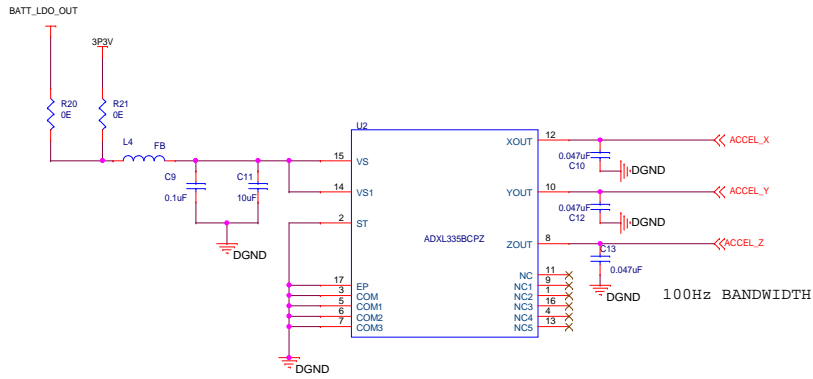 BATT_LDO_OUT
3P3V
R20
0E
R21
0E
L4
FB
C9
0.1uF
C11
10uF
DGND
U2
15
VS
14
VS1
2
ST
17
EP
3
COM
5
COM1
6
COM2
7
COM3
DGND
ADXL335BCPZ
XOUT
12
ACCEL_X
0.047uF
C10
DGND
YOUT
10
ACCEL_Y
0.047uF
C12
DGND
ZOUT
8
ACCEL_Z
C13
0.047uF
DGND
NC
11
NC1
9
NC2
1
NC3
16
NC4
4
NC5
13
100Hz BANDWIDTH